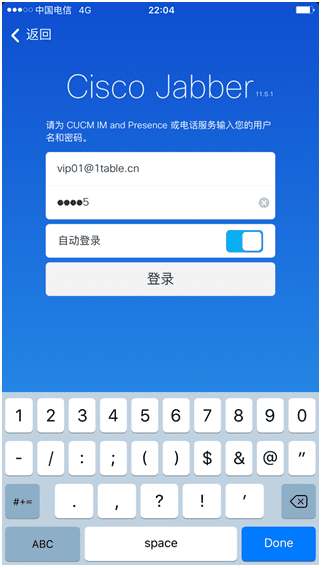 中国电信 4G 22:04
返回
Cisco Jabber 11.5.1
请为 CUCM IM and Presence 或电话服务输入您的用户
名和密码。
vip01@1table.cn
●●●●5
自动登录
登录
1 2 3 4 5 6 7 8 9 0
- / : ; ( ) $ & @ "
#+= . , ? ! '
ABC space Done